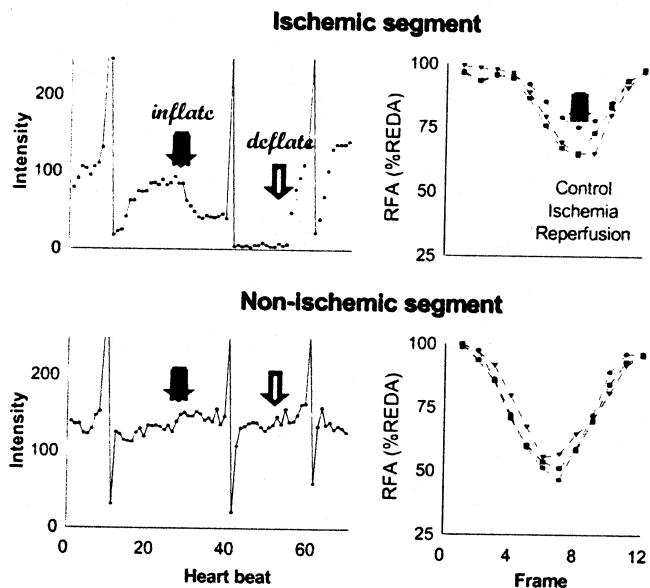 Ischemic segment
200
100
0
Intensity
inflate
deflate
100
75
50
25
RFA (%REDA)
Control
Ischemia
Reperfusion
Non-ischemic segment
200
100
0
Intensity
0 20 40 60
Heart beat
100
75
50
25
RFA (%REDA)
0 4 8 12
Frame